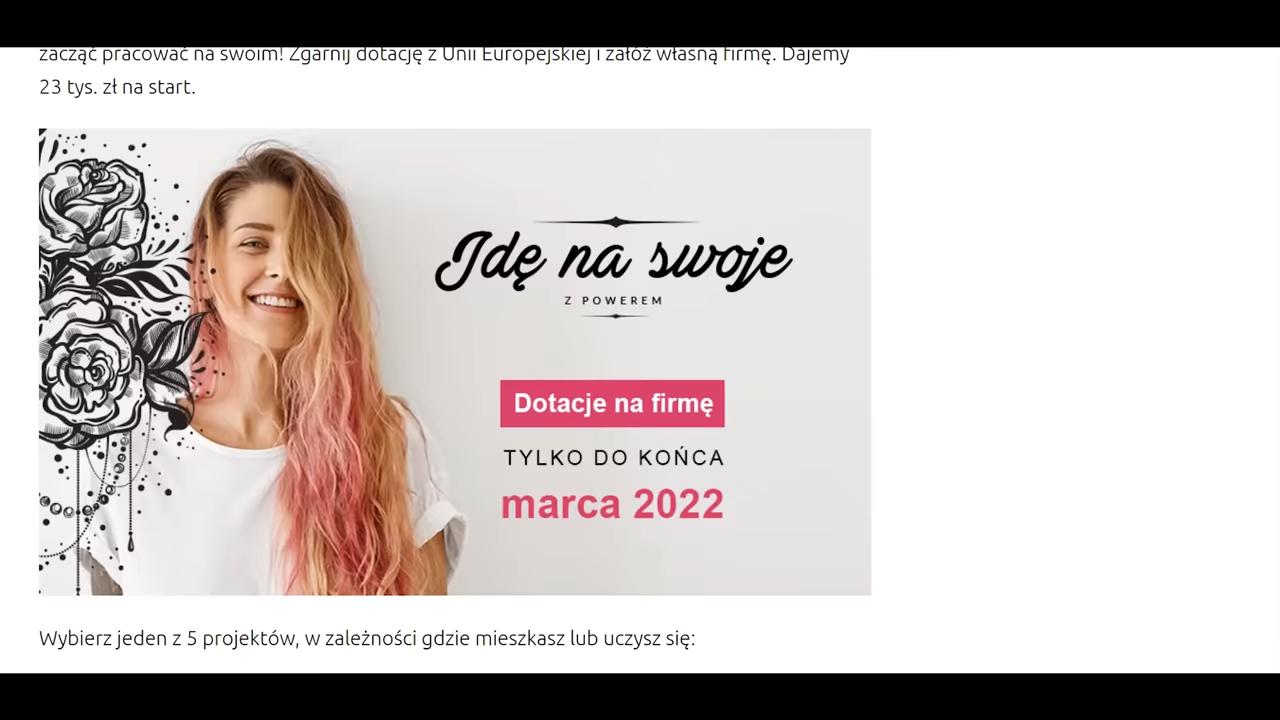 zacząć pracować na swoim! Zgarnij dotację z Unii Europejskiej i załóż własną firmę. Dajemy
23 tys. zł na start.
Idę na swoje
Z POWEREM
Dotacje na firmę
TYLKO DO KOŃCA
marca 2022
Wybierz jeden z 5 projektów, w zależności gdzie mieszkasz lub uczysz się: